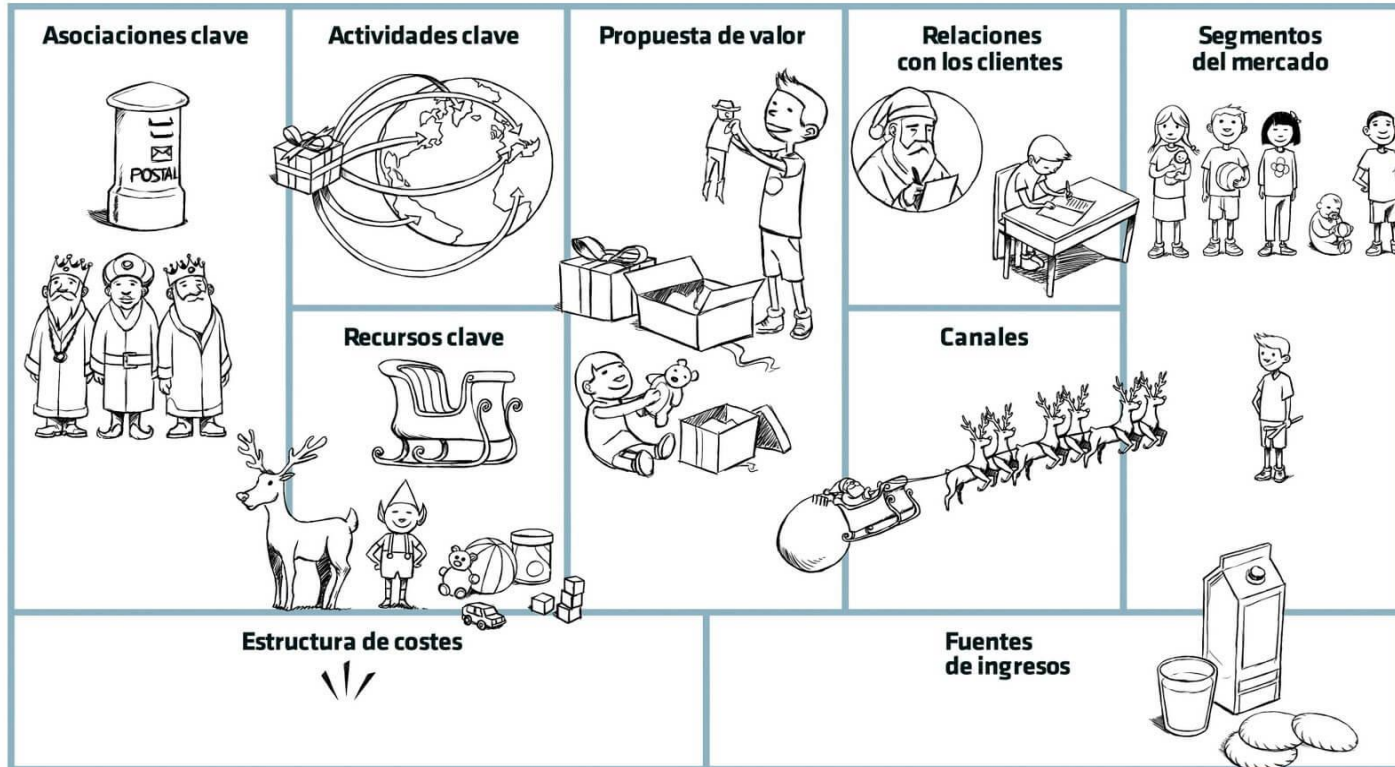 Asociaciones clave
POSTAL
Actividades clave
Recursos clave
Propuesta de valor
Relaciones
con los clientes
Canales
Segmentos
del mercado
Estructura de costes
Fuentes
de ingresos